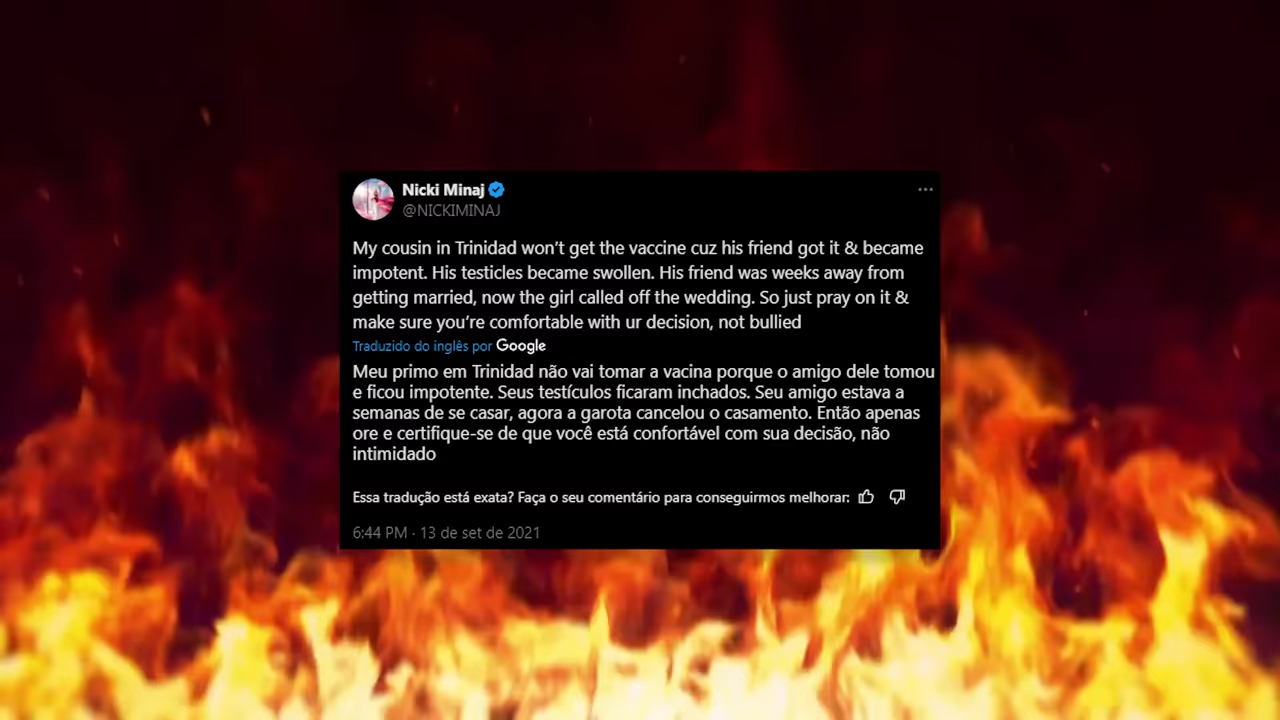 Nicki Minaj
@NICKIMINAJ
My cousin in Trinidad won’t get the vaccine cuz his friend got it & became
impotent. His testicles became swollen. His friend was weeks away from
getting married, now the girl called off the wedding. So just pray on it &
make sure you’re comfortable with ur decision, not bullied
Traduzido do inglês por Google
Meu primo em Trinidad não vai tomar a vacina porque o amigo dele tomou
e ficou impotente. Seus testículos ficaram inchados. Seu amigo estava a
semanas de se casar, agora a garota cancelou o casamento. Então apenas
ore e certifique-se de que você está confortável com sua decisão, não
intimidado
Essa tradução está exata? Faça o seu comentário para conseguirmos melhorar:
6:44 PM · 13 de set de 2021